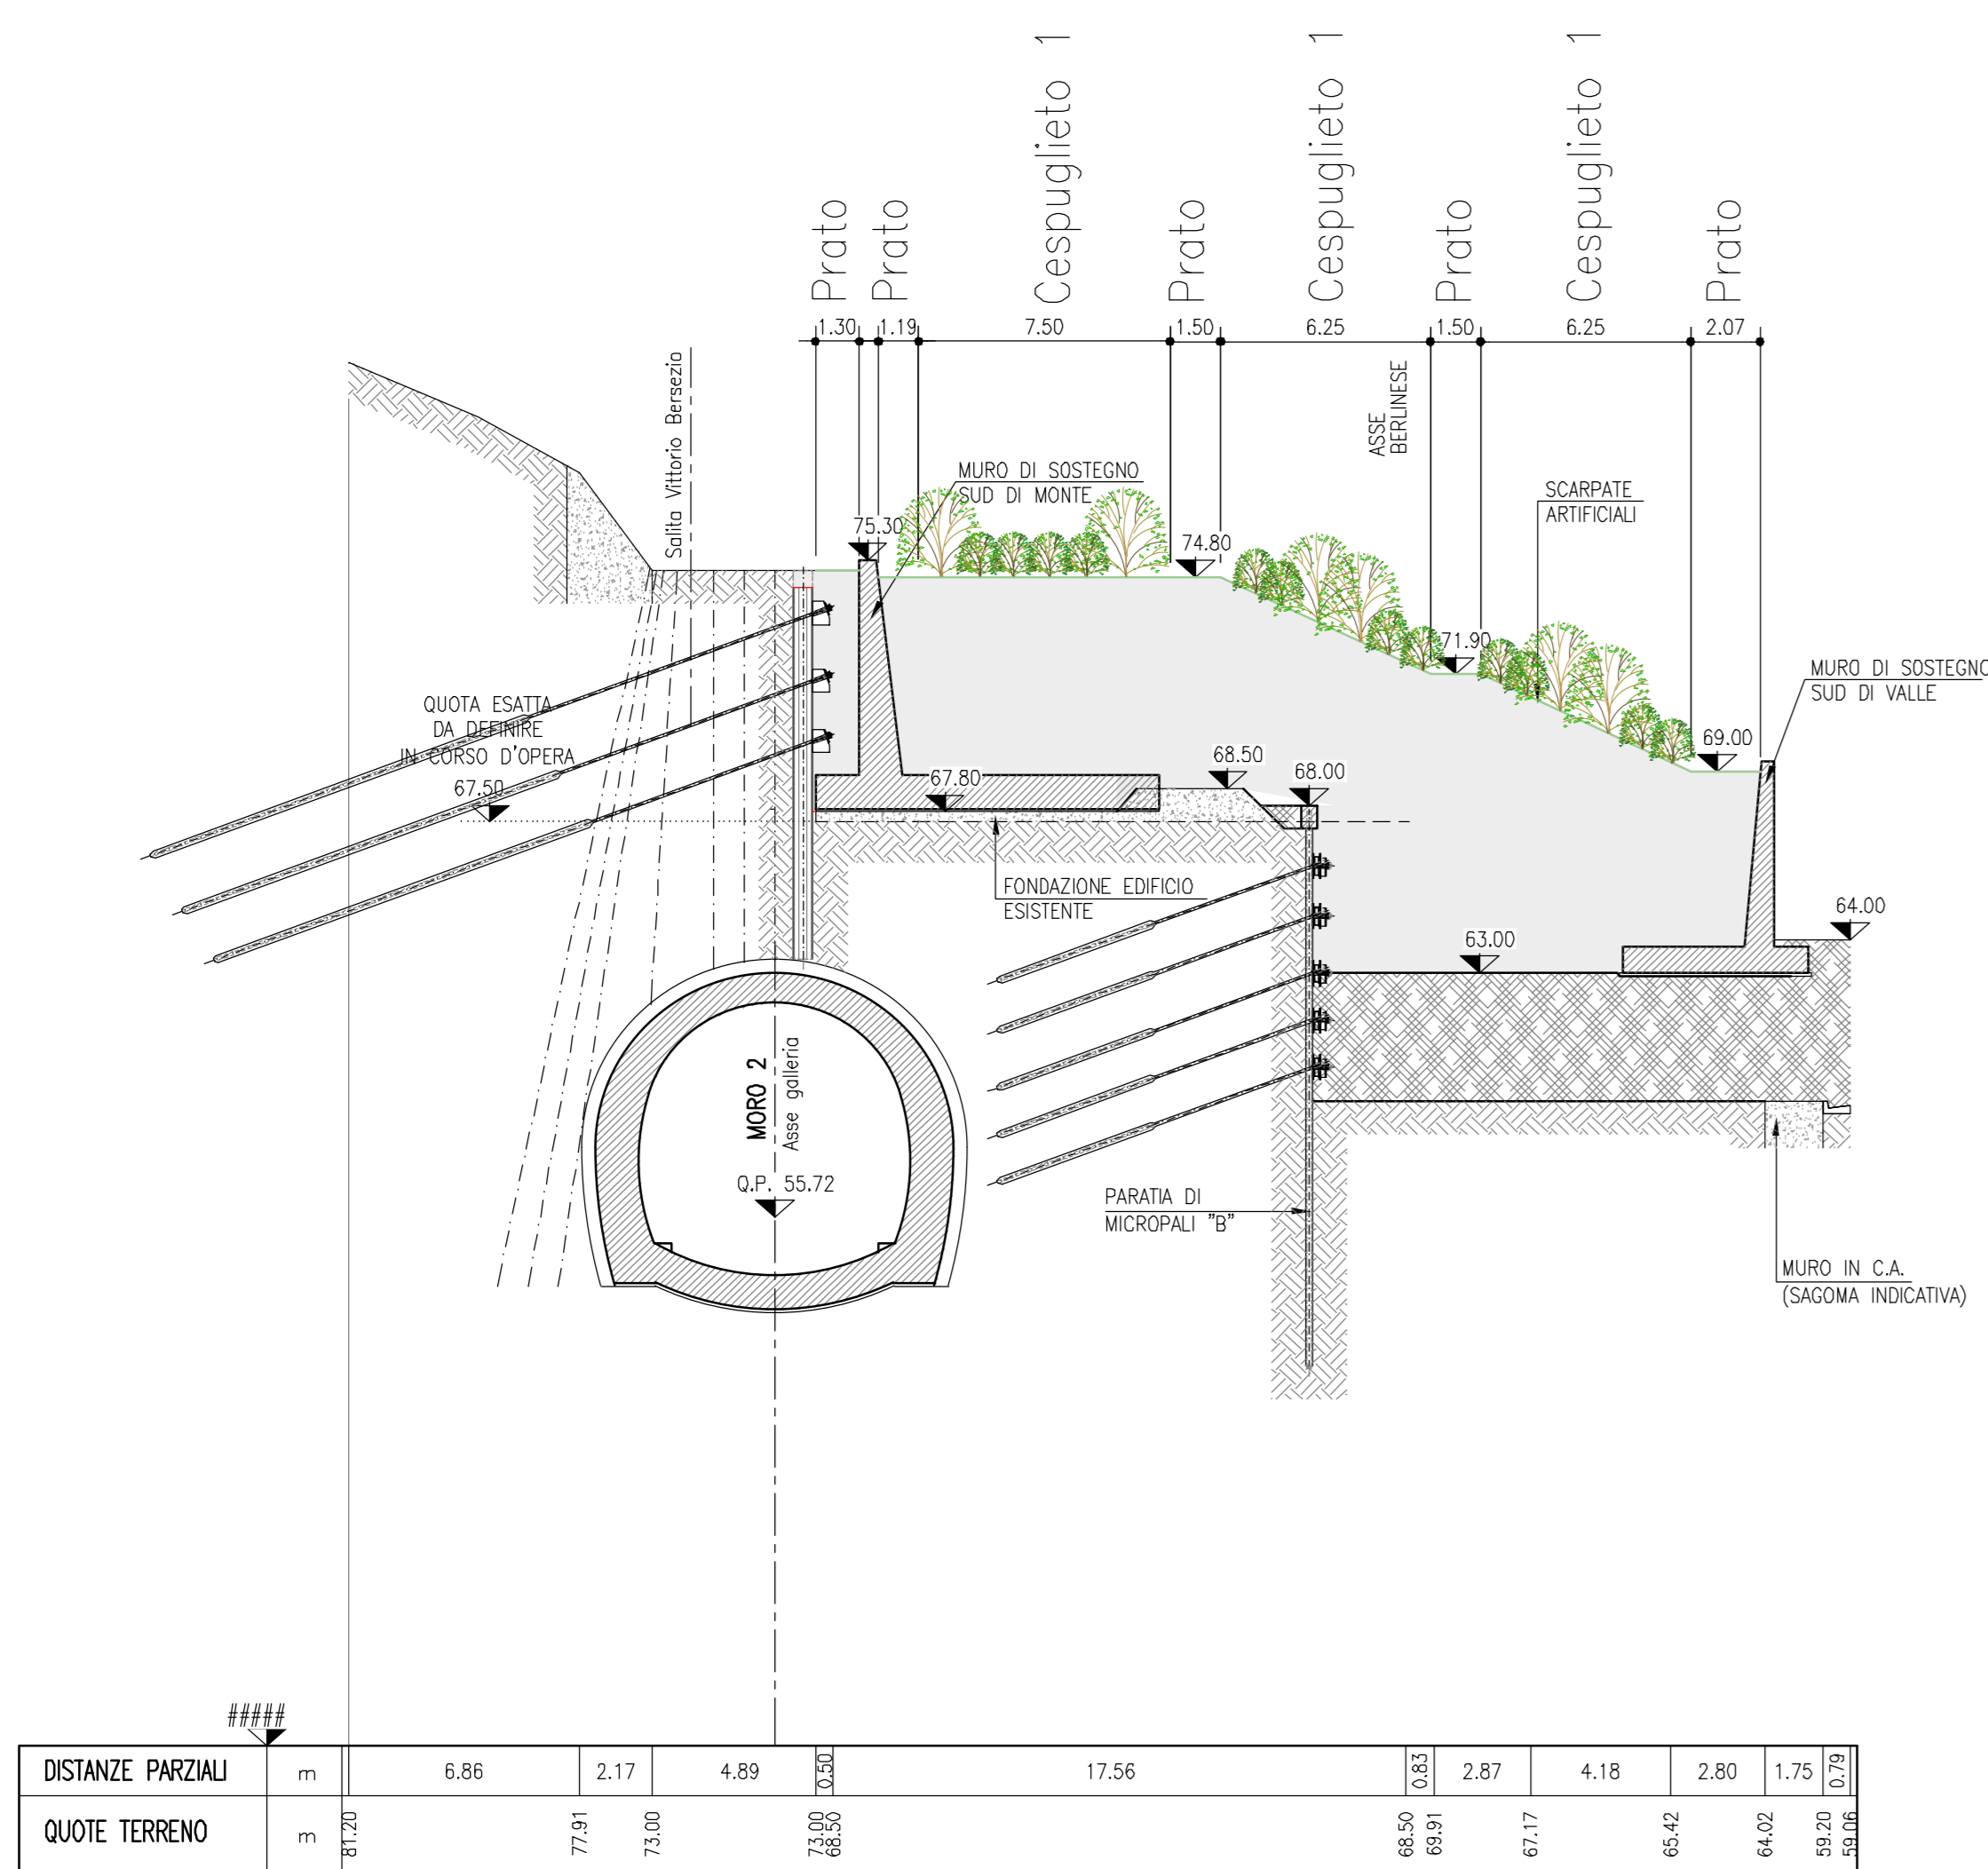 Prato
Prato
Cespuglieto 1
Prato
Cespuglieto 1
Prato
Cespuglieto 1
Prato
1.30
1.19
7.50
1.50
6.25
1.50
6.25
2.07
Salita Vittorio Bersezio
ASSE
BERLINESE
MURO DI SOSTEGNO
SUD DI MONTE
SCARPATE
ARTIFICIALI
75.30
74.80
71.90
MURO DI SOSTEGNO
SUD DI VALLE
QUOTA ESATTA
DA DEFINIRE
IN CORSO D'OPERA
67.50
69.00
68.50
68.00
67.80
FONDAZIONE EDIFICIO
ESISTENTE
64.00
63.00
MORO 2
Asse galleria
Q.P. 55.72
PARATIA DI
MICROPALI "B"
MURO IN C.A.
(SAGOMA INDICATIVA)
#####
DISTANZE PARZIALI m 6.86 2.17 4.89 0.50 17.56 0.83 2.87 4.18 2.80 1.75 0.79
QUOTE TERRENO m 81.20 77.91 73.00 73.00 68.50 68.50 69.91 67.17 65.42 64.02 59.20 59.06